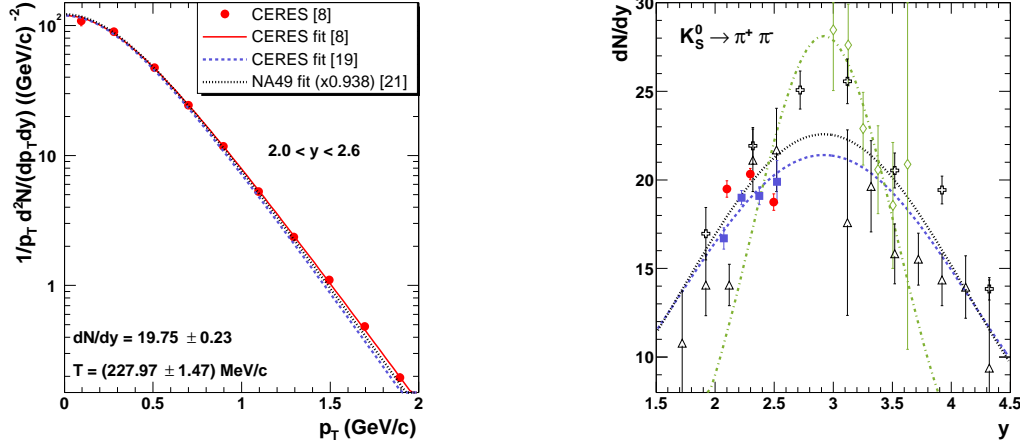 10²
10
1
1/p_T d²N/(dp_Tdy) ((GeV/c)⁻²)
CERES [8]
CERES fit [8]
CERES fit [19]
NA49 fit (x0.938) [21]
2.0 < y < 2.6
dN/dy = 19.75 ± 0.23
T = (227.97 ± 1.47) MeV/c
0 0.5 1 1.5 2
p_T (GeV/c)
dN/dy
30
25
20
15
10
K⁰_S → π⁺ π⁻
1.5 2 2.5 3 3.5 4 4.5
y